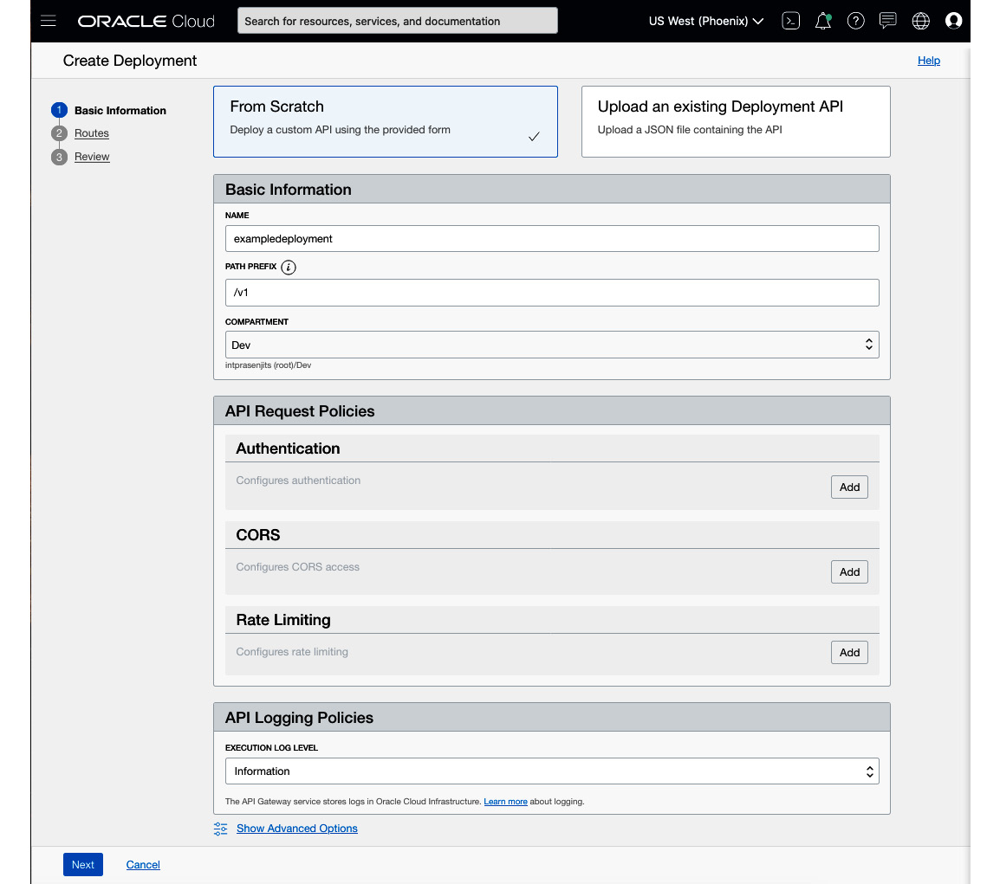 ORACLE Cloud
Search for resources, services, and documentation
US West (Phoenix)
Create Deployment
Help
1 Basic Information
2 Routes
3 Review
From Scratch
Deploy a custom API using the provided form
Upload an existing Deployment API
Upload a JSON file containing the API
Basic Information
NAME
exampledeployment
PATH PREFIX i
/v1
COMPARTMENT
Dev
intprasenjits (root)/Dev
API Request Policies
Authentication
Configures authentication
Add
CORS
Configures CORS access
Add
Rate Limiting
Configures rate limiting
Add
API Logging Policies
EXECUTION LOG LEVEL
Information
The API Gateway service stores logs in Oracle Cloud Infrastructure. Learn more about logging.
Show Advanced Options
Next
Cancel